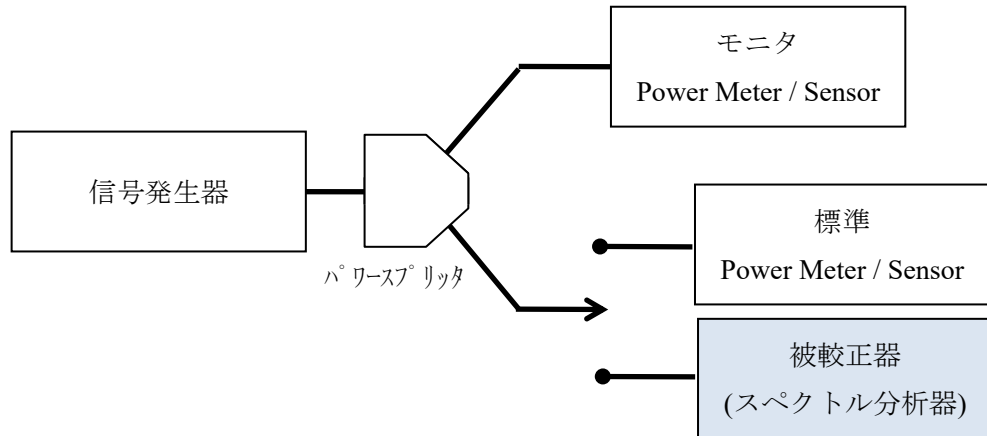 モニタ
Power Meter / Sensor
信号発生器
パワースプリッタ
標準
Power Meter / Sensor
被較正器
(スペクトル分析器)